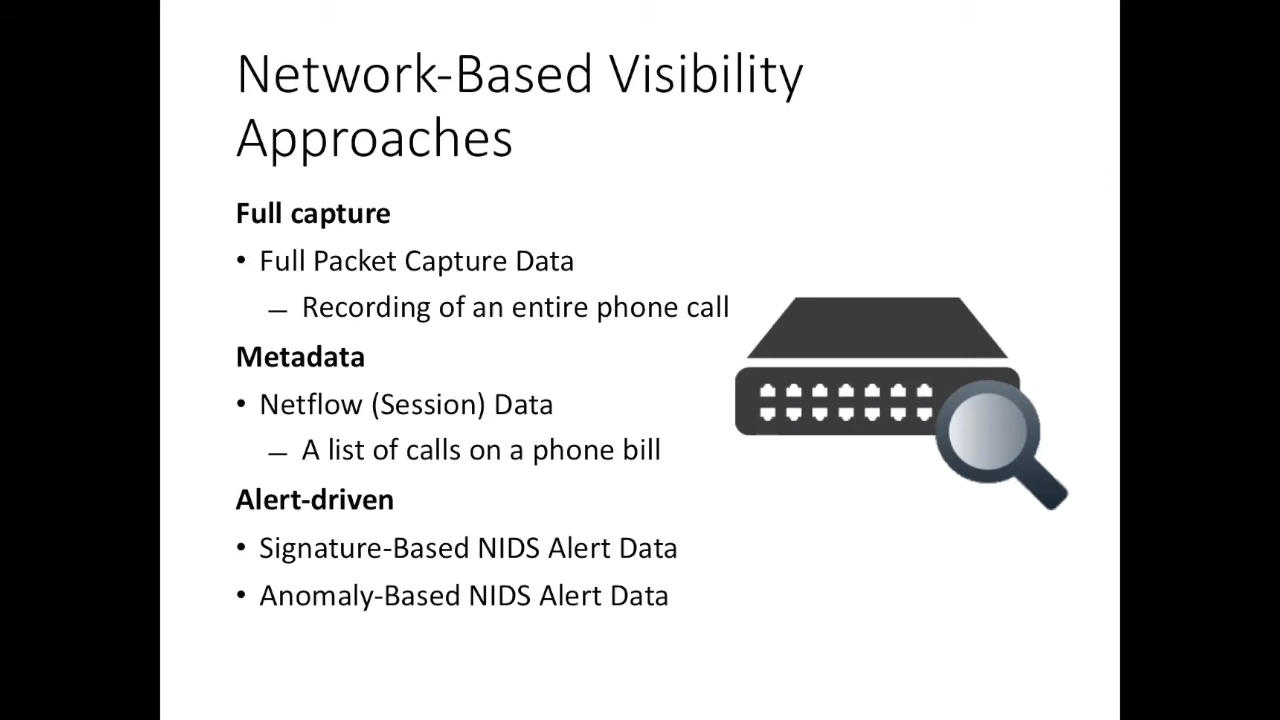 Network-Based Visibility
Approaches
Full capture
• Full Packet Capture Data
— Recording of an entire phone call
Metadata
• Netflow (Session) Data
— A list of calls on a phone bill
Alert-driven
• Signature-Based NIDS Alert Data
• Anomaly-Based NIDS Alert Data